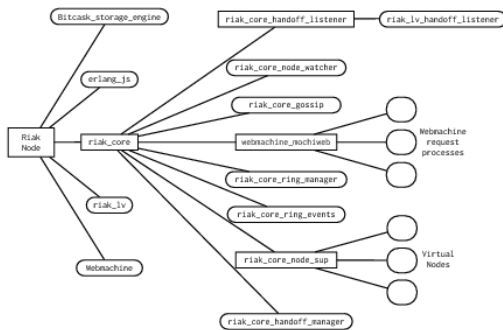 Bitcask_storage_engine
riak_core_handoff_listener
riak_lv_handoff_listener
erlang_js
riak_core_node_watcher
riak_core_gossip
Riak
Node
riak_core
webmachine_mochiweb
Webmachine
request
processes
riak_core_ring_manager
riak_lv
riak_core_ring_events
Webmachine
riak_core_node_sup
Virtual
Nodes
riak_core_handoff_manager